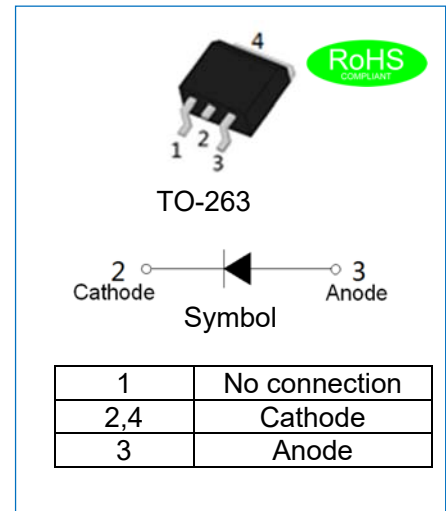 4
RoHS
COMPLIANT
1
2
3
TO-263
2
3
Cathode
Anode
Symbol
1 No connection
2,4 Cathode
3 Anode